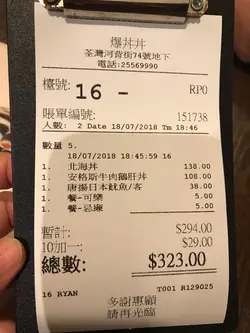 爆丼丼
荃灣河背街74號地下
電話:25569990
檯號: 16 - RP0
賬單編號: 151738
人數: 2 Date 18/07/2018 Tm 18:46
數量 5.
18/07/2018 18:45:59 16
1. 北海丼 138.00
1. 安格斯牛肉鵝肝丼 108.00
1. 唐揚日本魷魚/客 38.00
1. 餐-可樂 5.00
1. 餐-忌廉 5.00
暫計: $294.00
10加一: $29.00
總數: $323.00
16 RYAN T001 R129025
多謝惠顧
請再光臨